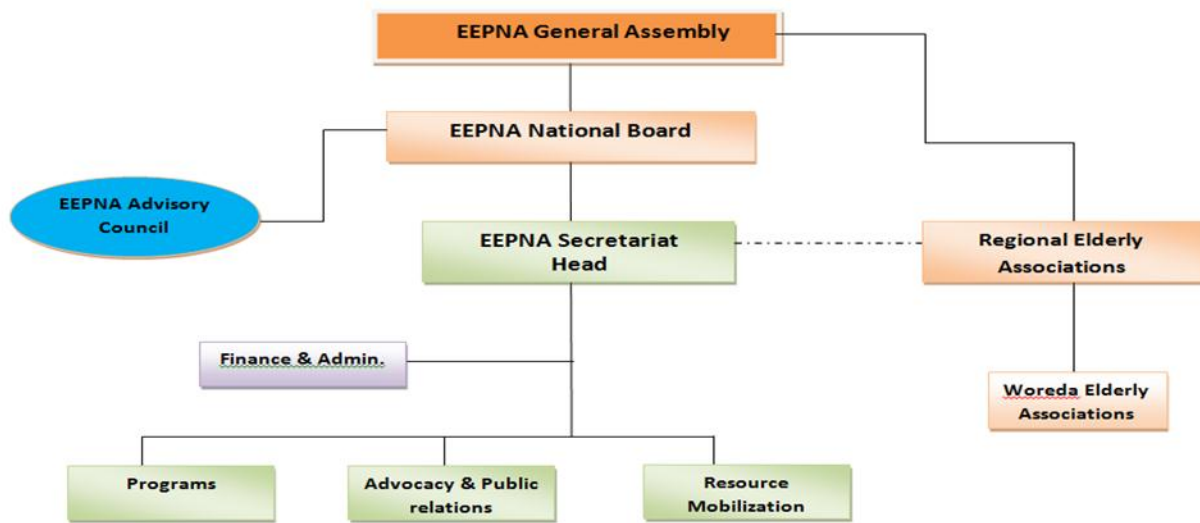 EEPNA General Assembly
EEPNA National Board
EEPNA Advisory
Council
EEPNA Secretariat
Head
Regional Elderly
Associations
Finance & Admin.
Woreda Elderly
Associations
Programs
Advocacy & Public
relations
Resource
Mobilization